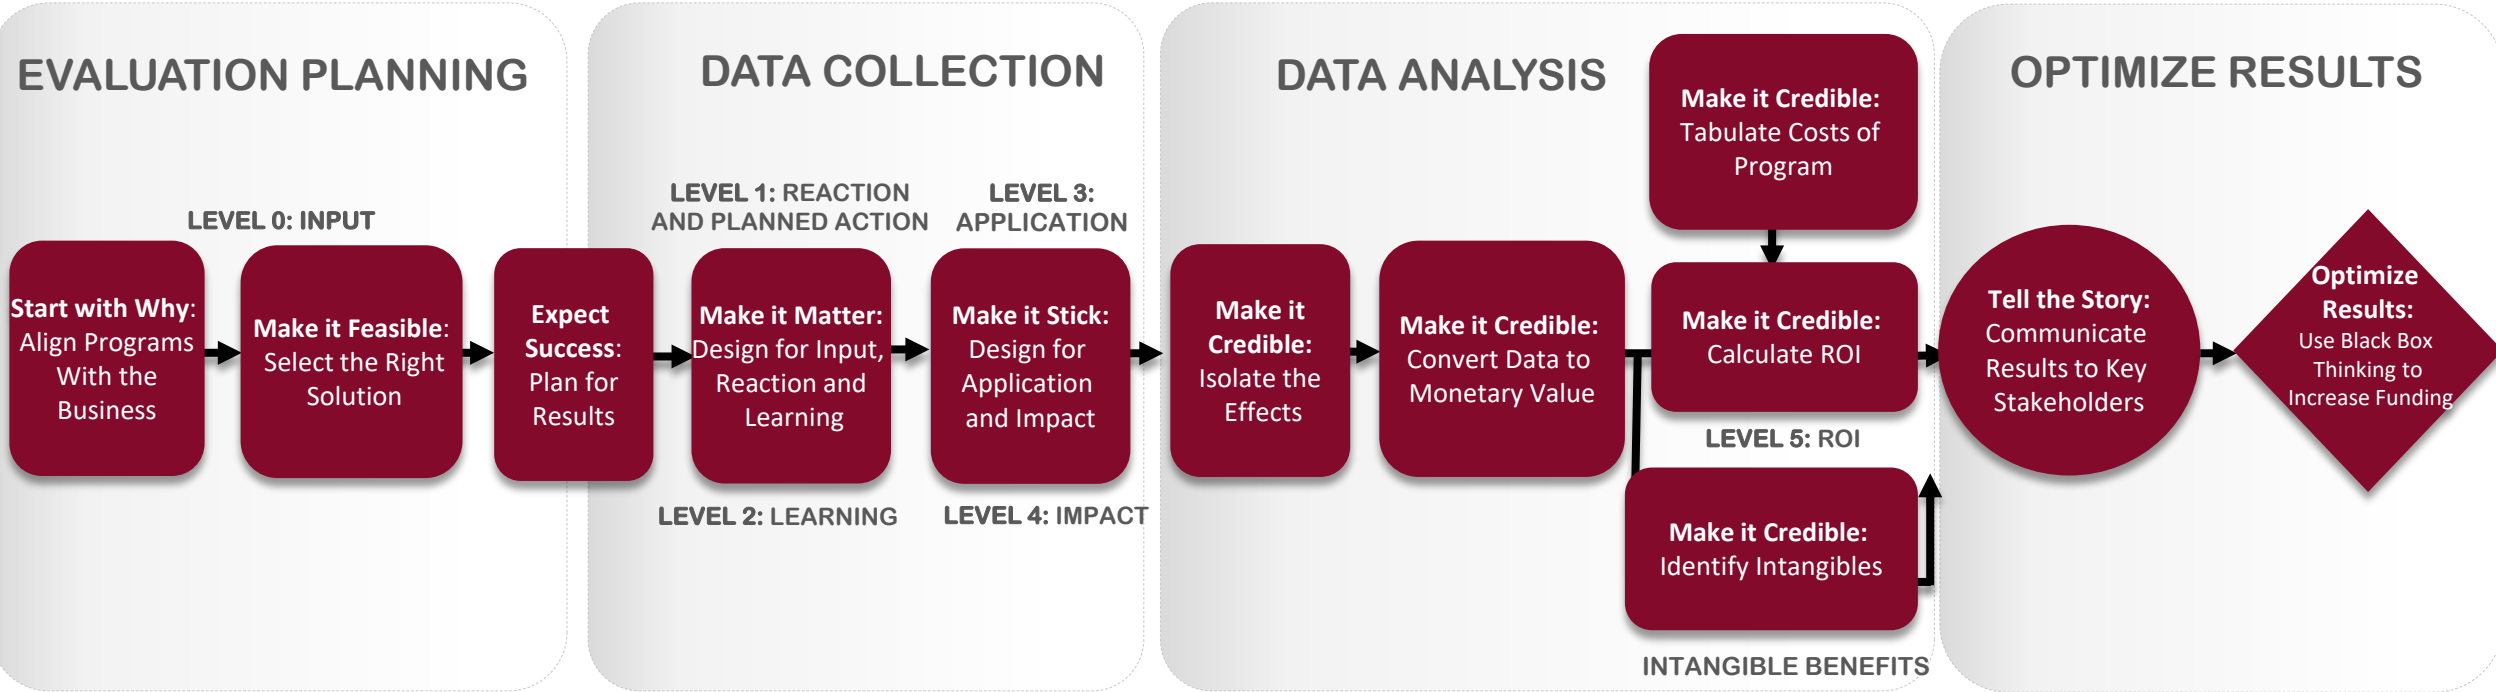 EVALUATION PLANNING
LEVEL 0: INPUT
Start with Why:
Align Programs
With the
Business
Make it Feasible:
Select the Right
Solution
Expect
Success:
Plan for
Results
DATA COLLECTION
LEVEL 1: REACTION
AND PLANNED ACTION
Make it Matter:
Design for Input,
Reaction and
Learning
LEVEL 2: LEARNING
LEVEL 3:
APPLICATION
Make it Stick:
Design for
Application
and Impact
LEVEL 4: IMPACT
DATA ANALYSIS
Make it
Credible:
Isolate the
Effects
Make it Credible:
Convert Data to
Monetary Value
Make it Credible:
Tabulate Costs of
Program
Make it Credible:
Calculate ROI
LEVEL 5: ROI
Make it Credible:
Identify Intangibles
INTANGIBLE BENEFITS
OPTIMIZE RESULTS
Tell the Story:
Communicate
Results to Key
Stakeholders
Optimize
Results:
Use Black Box
Thinking to
Increase Funding